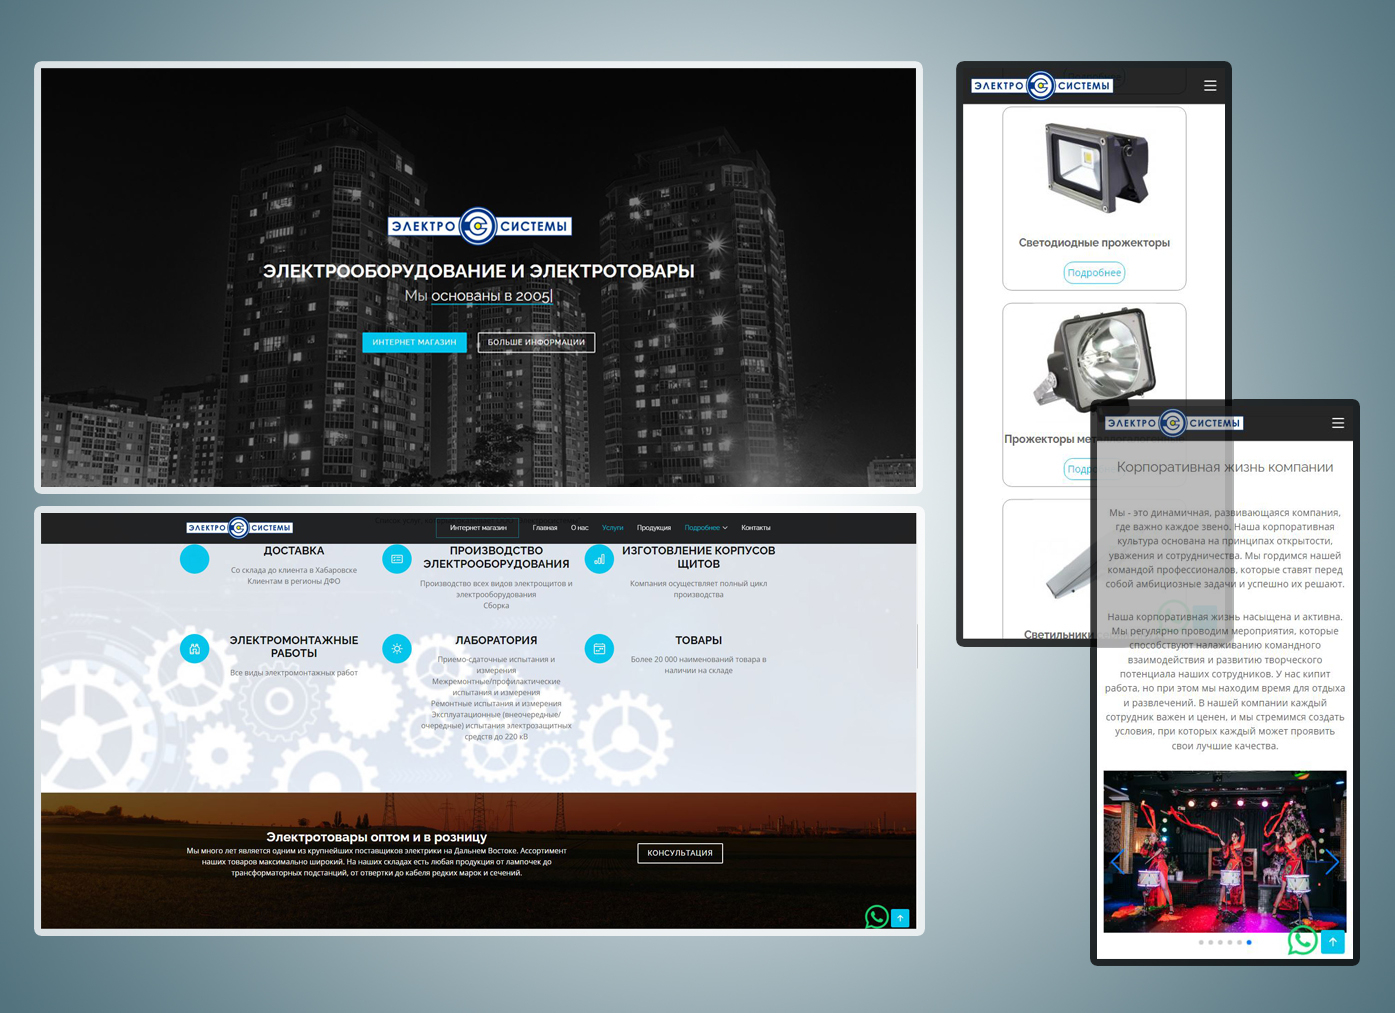 ЭЛЕКТРО СИСТЕМЫ
ЭЛЕКТРООБОРУДОВАНИЕ И ЭЛЕКТРОТОВАРЫ
Мы основаны в 2005
ИНТЕРНЕТ МАГАЗИН
БОЛЬШЕ ИНФОРМАЦИИ
ЭЛЕКТРО СИСТЕМЫ
Интернет магазин
Главная
О нас
Услуги
Продукция
Подробнее
Контакты
ДОСТАВКА
Со склада до клиента в Хабаровске
Клиентам в регионы ДФО
ПРОИЗВОДСТВО
ЭЛЕКТРООБОРУДОВАНИЯ
Производство всех видов электрощитов и
электрооборудования
Сборка
ИЗГОТОВЛЕНИЕ КОРПУСОВ
ЩИТОВ
Компания осуществляет полный цикл
производства
ЭЛЕКТРОМОНТАЖНЫЕ
РАБОТЫ
Все виды электромонтажных работ
ЛАБОРАТОРИЯ
Приемо-сдаточные испытания и
измерения
Межремонтные/профилактические
испытания и измерения
Ремонтные испытания и измерения
Эксплуатационные (внеочередные/
очередные) испытания электрозащитных
средств до 220 кВ
ТОВАРЫ
Более 20 000 наименований товара в
наличии на складе
Электротовары оптом и в розницу
Мы много лет является одним из крупнейших поставщиков электрики на Дальнем Востоке. Ассортимент
наших товаров максимально широкий. На наших складах есть любая продукция от лампочек до
трансформаторных подстанций, от отвертки до кабеля редких марок и сечений.
КОНСУЛЬТАЦИЯ
ЭЛЕКТРО СИСТЕМЫ
Светодиодные прожекторы
Подробнее
Прожекторы
Светильники
ЭЛЕКТРО СИСТЕМЫ
Корпоративная жизнь компании
Мы - это динамичная, развивающаяся компания,
где важно каждое звено. Наша корпоративная
культура основана на принципах открытости,
уважения и сотрудничества. Мы гордимся нашей
командой профессионалов, которые ставят перед
собой амбициозные задачи и успешно их решают.
Наша корпоративная жизнь насыщена и активна.
Мы регулярно проводим мероприятия, которые
способствуют налаживанию командного
взаимодействия и развитию творческого
потенциала наших сотрудников. У нас кипит
работа, но при этом мы находим время для отдыха
и развлечений. В нашей компании каждый
сотрудник важен и ценен, и мы стремимся создать
условия, при которых каждый может проявить
свои лучшие качества.